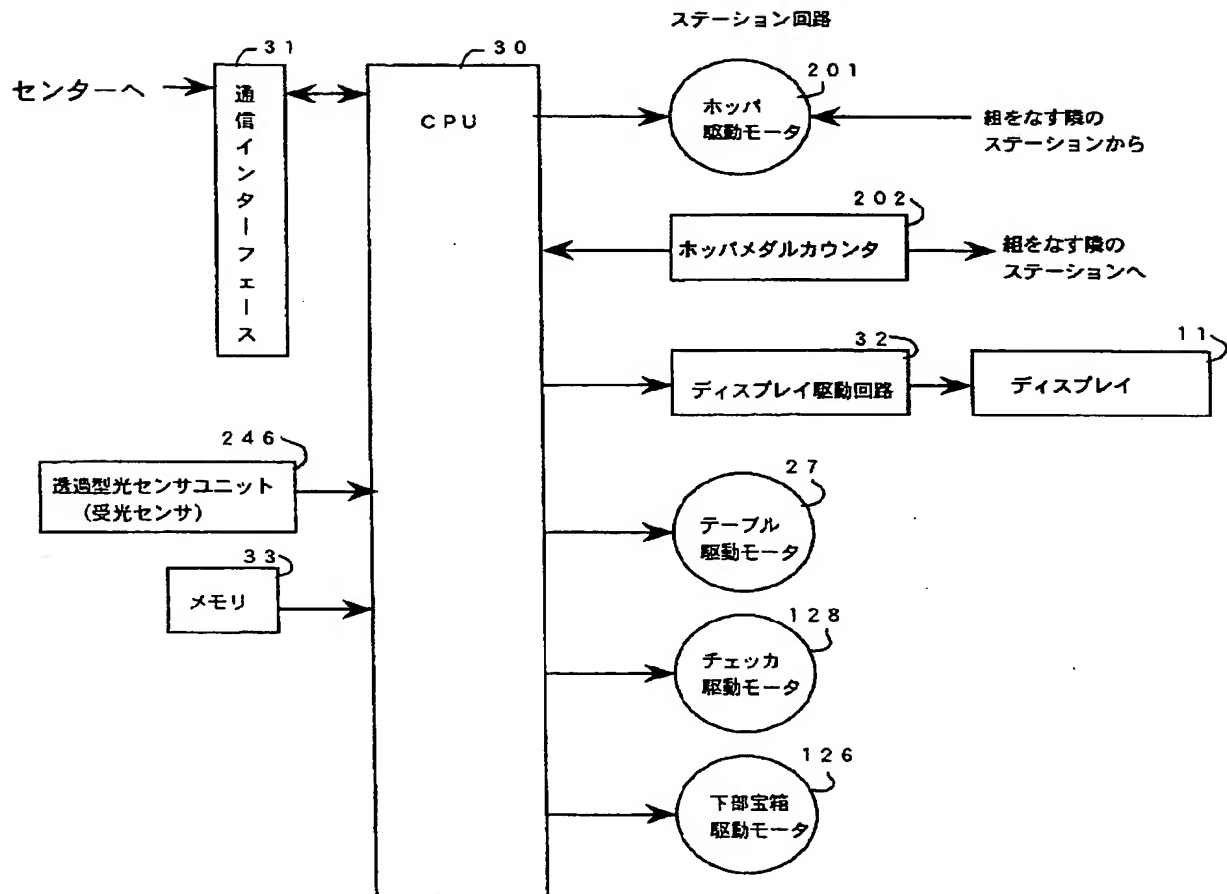 ステーション回路
31
30
201
センターへ
通信インターフェース
CPU
ホッパ
駆動モータ
組をなす隣の
ステーションから
202
ホッパメダルカウンタ
組をなす隣の
ステーションへ
32
11
ディスプレイ駆動回路
ディスプレイ
246
透過型光センサユニット
(受光センサ)
27
テーブル
駆動モータ
33
メモリ
128
チェッカ
駆動モータ
126
下部宝箱
駆動モータ